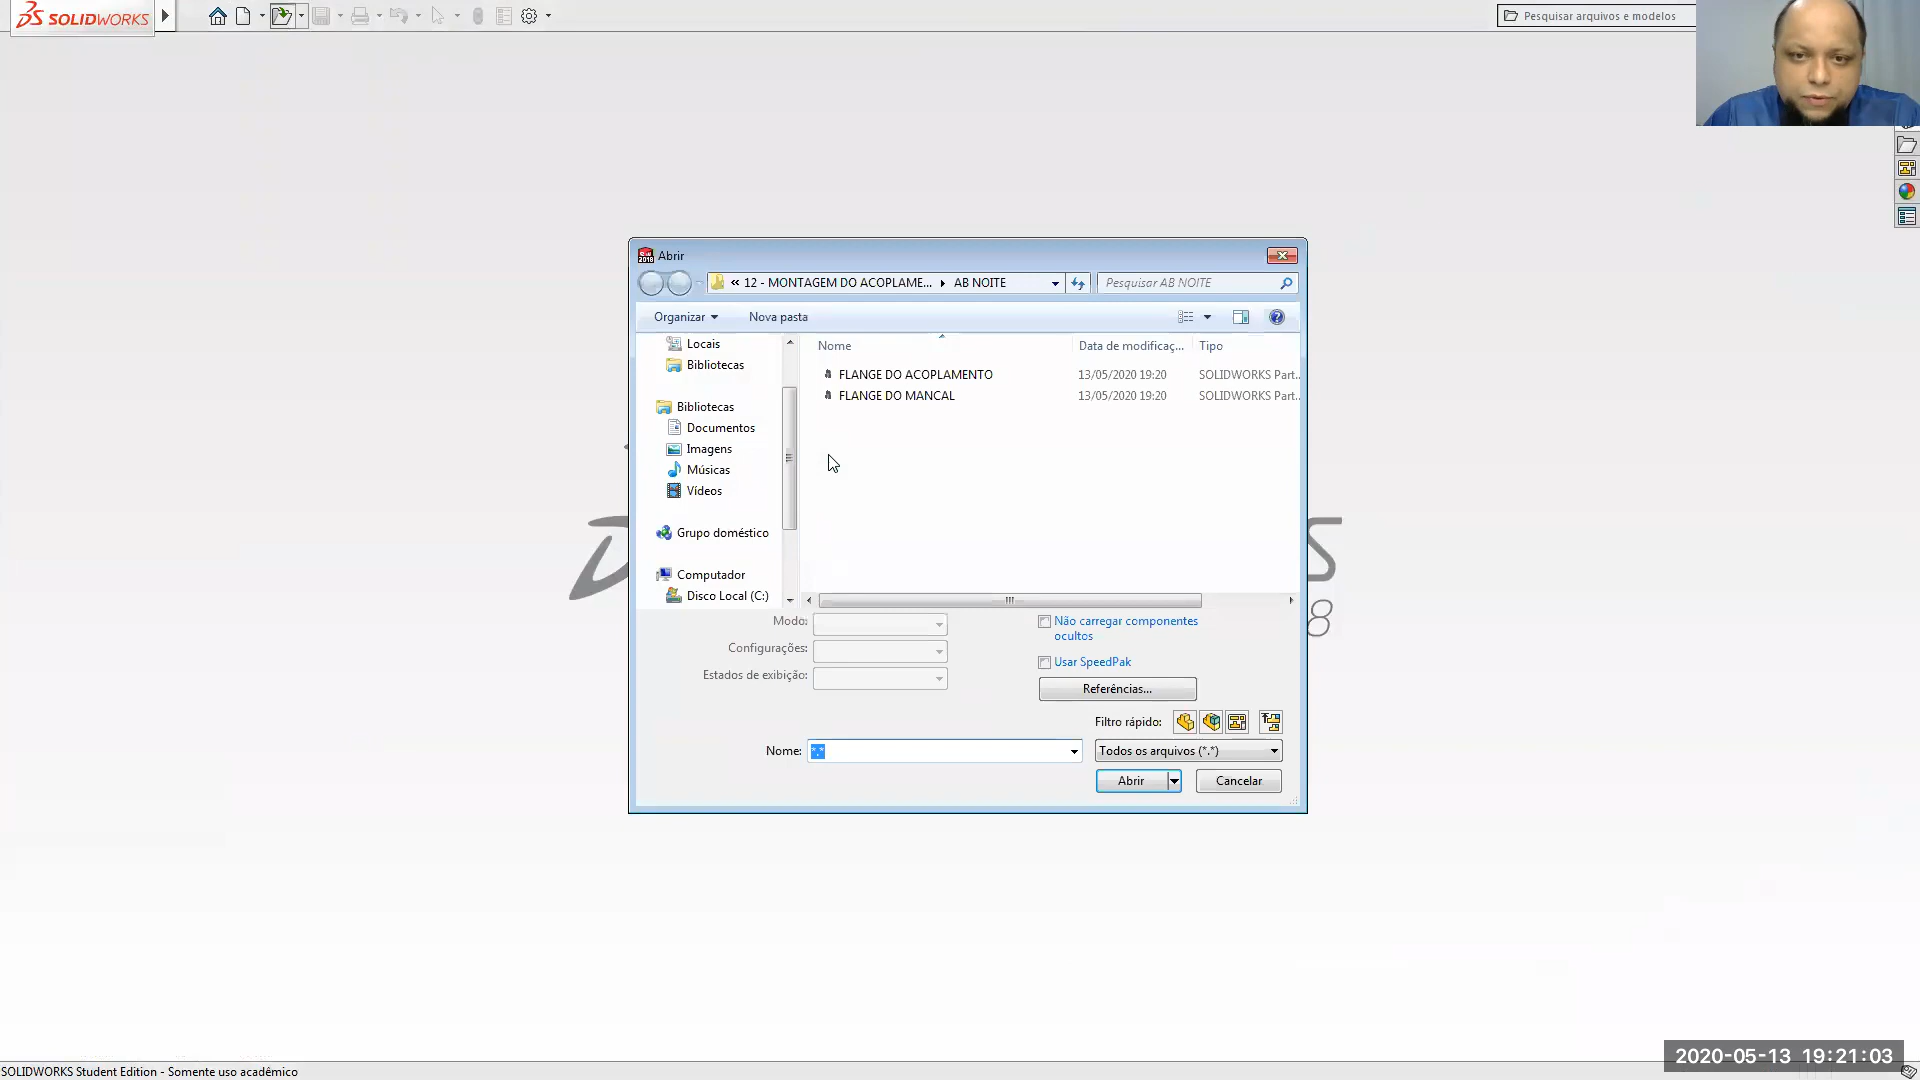 SOLIDWORKS
Pesquisar arquivos e modelos
Abrir
« 12 - MONTAGEM DO ACOPLAME... AB NOITE
Pesquisar AB NOITE
Organizar
Nova pasta
Locais
Bibliotecas
Bibliotecas
Documentos
Imagens
Músicas
Vídeos
Grupo doméstico
Computador
Disco Local (C:)
Nome
Data de modificaç...
Tipo
FLANGE DO ACOPLAMENTO
13/05/2020 19:20
SOLIDWORKS Part...
FLANGE DO MANCAL
13/05/2020 19:20
SOLIDWORKS Part...
Modo:
Configurações:
Estados de exibição:
Não carregar componentes
ocultos
Usar SpeedPak
Referências...
Filtro rápido:
Nome:
*.*
Todos os arquivos (*.*)
Abrir
Cancelar
S
8
2020-05-13 19:21:03
SOLIDWORKS Student Edition - Somente uso acadêmico